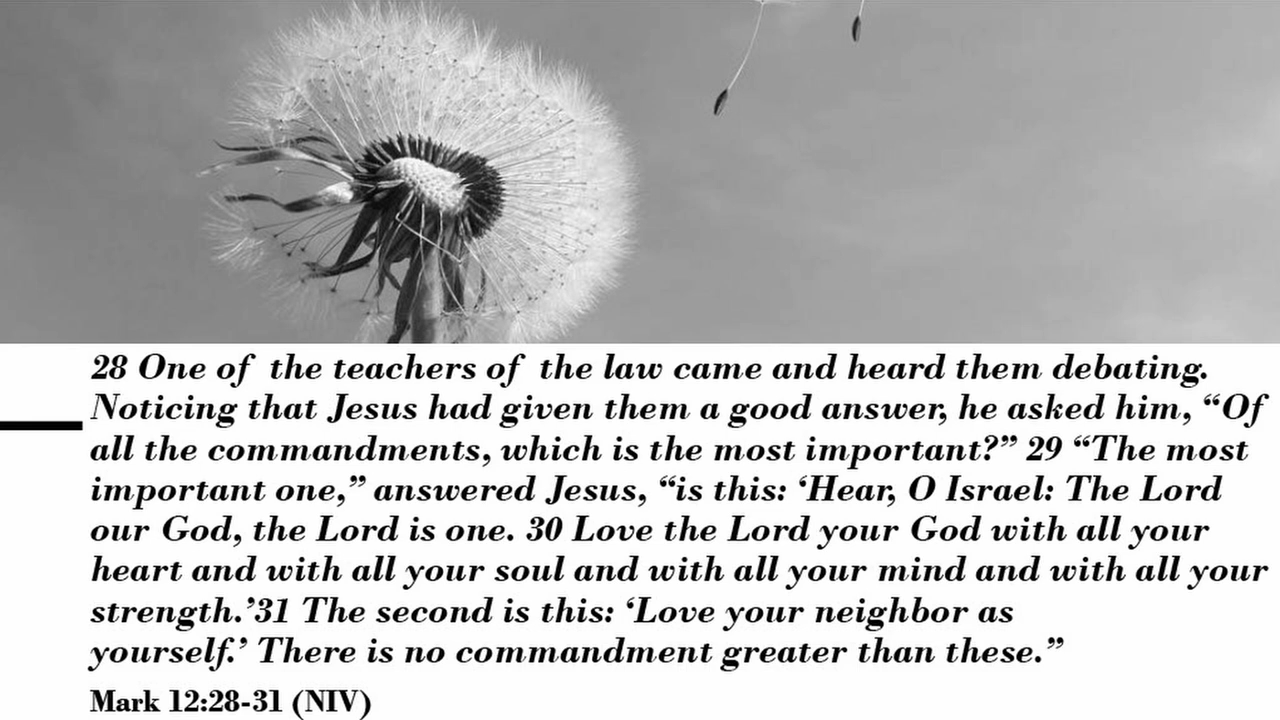 28 One of the teachers of the law came and heard them debating.
Noticing that Jesus had given them a good answer, he asked him, “Of
all the commandments, which is the most important?” 29 “The most
important one,” answered Jesus, “is this: ‘Hear, O Israel: The Lord
our God, the Lord is one. 30 Love the Lord your God with all your
heart and with all your soul and with all your mind and with all your
strength.’31 The second is this: ‘Love your neighbor as
yourself.’ There is no commandment greater than these.”
Mark 12:28-31 (NIV)